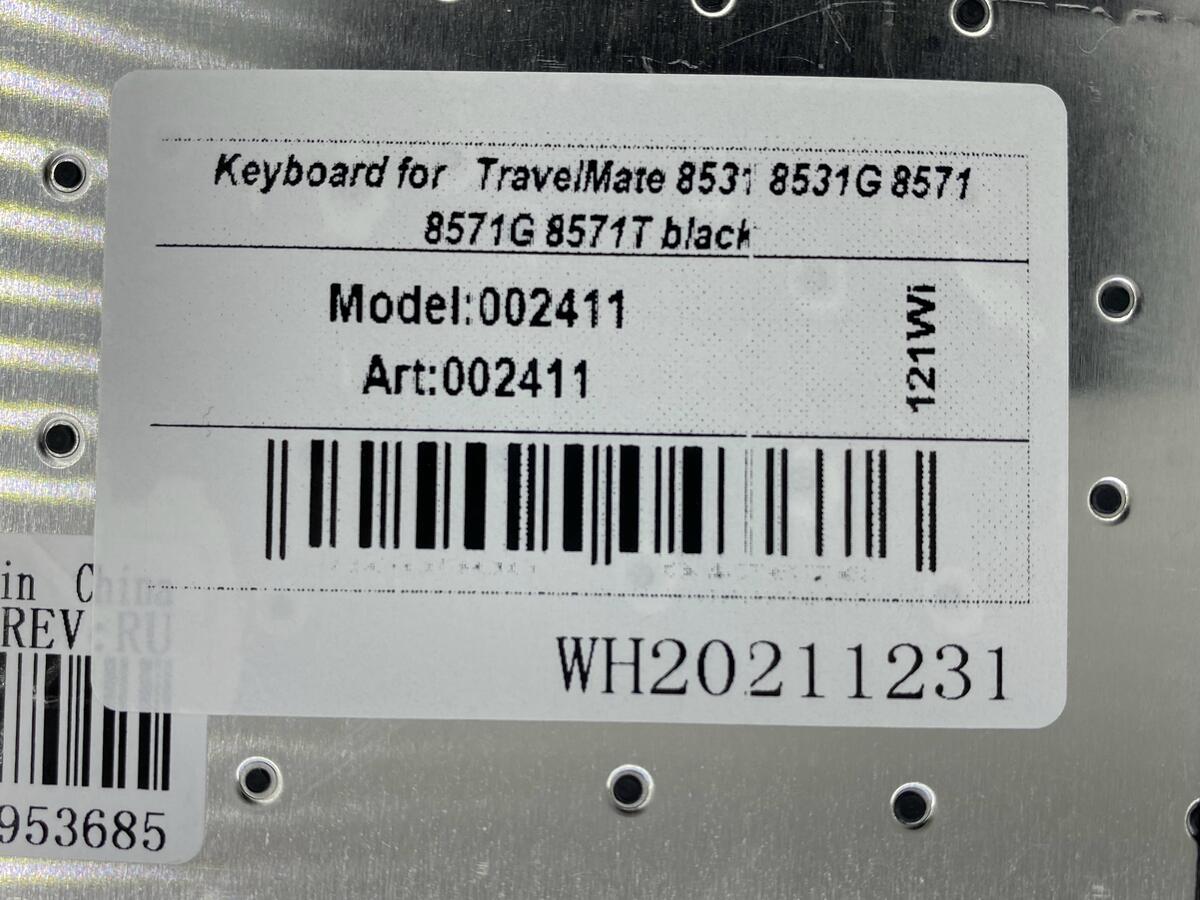 Keyboard for TravelMate 8531 8531G 8571
8571G 8571T black
Model:002411
Art:002411
121Wi
WH20211231
in China
REV:RU
953685